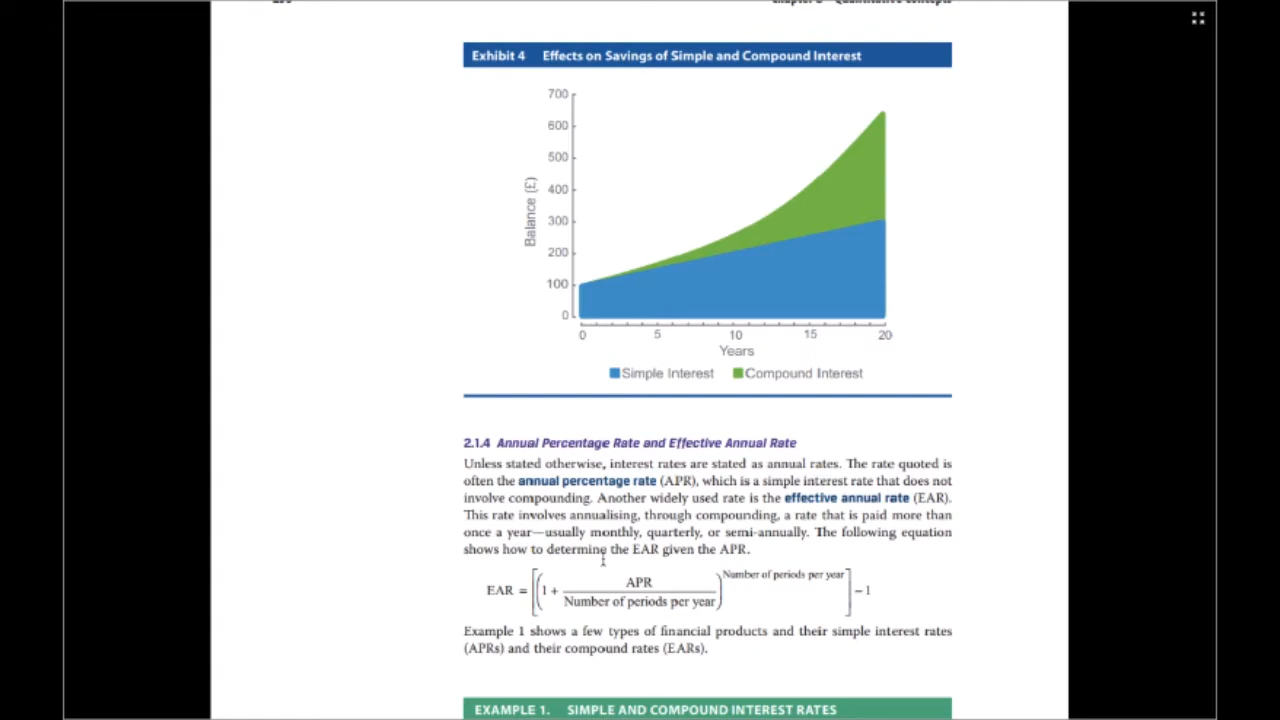 Exhibit 4 Effects on Savings of Simple and Compound Interest
700
600
500
400
300
200
100
0
Balance (£)
0 5 10 15 20
Years
Simple Interest Compound Interest
2.1.4 Annual Percentage Rate and Effective Annual Rate
Unless stated otherwise, interest rates are stated as annual rates. The rate quoted is
often the annual percentage rate (APR), which is a simple interest rate that does not
involve compounding. Another widely used rate is the effective annual rate (EAR).
This rate involves annualising, through compounding, a rate that is paid more than
once a year—usually monthly, quarterly, or semi-annually. The following equation
shows how to determine the EAR given the APR.
EAR = [(1 + APR / Number of periods per year)^Number of periods per year] − 1
Example 1 shows a few types of financial products and their simple interest rates
(APRs) and their compound rates (EARs).
EXAMPLE 1. SIMPLE AND COMPOUND INTEREST RATES